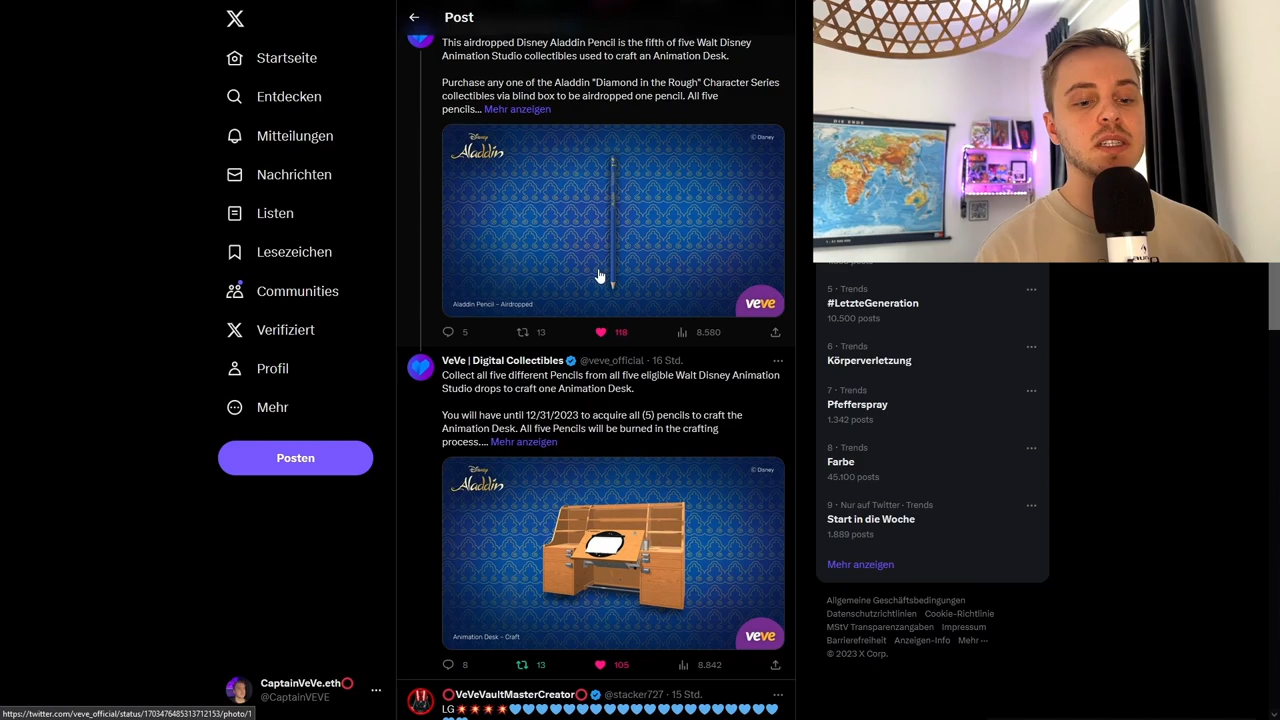 Post
Startseite
Entdecken
Mitteilungen
Nachrichten
Listen
Lesezeichen
Communities
Verifiziert
Profil
Mehr
Posten
CaptainVeVe.eth
@CaptainVEVE
https://twitter.com/veve_official/status/1703476485313712153/photo/1
This airdropped Disney Aladdin Pencil is the fifth of five Walt Disney
Animation Studio collectibles used to craft an Animation Desk.
Purchase any one of the Aladdin "Diamond in the Rough" Character Series
collectibles via blind box to be airdropped one pencil. All five
pencils... Mehr anzeigen
Disney
Aladdin
© Disney
Aladdin Pencil – Airdropped
veve
5 13 118 8.580
VeVe | Digital Collectibles @veve_official · 16 Std.
Collect all five different Pencils from all five eligible Walt Disney Animation
Studio drops to craft one Animation Desk.
You will have until 12/31/2023 to acquire all (5) pencils to craft the
Animation Desk. All five Pencils will be burned in the crafting
process.... Mehr anzeigen
Disney
Aladdin
© Disney
Animation Desk – Craft
veve
8 13 105 8.842
VeVeVaultMasterCreator @stacker727 · 15 Std.
LG
DIE ERDE
5 · Trends
#LetzteGeneration
10.500 posts
6 · Trends
Körperverletzung
7 · Trends
Pfefferspray
1.342 posts
8 · Trends
Farbe
45.100 posts
9 · Nur auf Twitter · Trends
Start in die Woche
1.889 posts
Mehr anzeigen
Allgemeine Geschäftsbedingungen
Datenschutzrichtlinien Cookie-Richtlinie
MStV Transparenzangaben Impressum
Barrierefreiheit Anzeigen-Info Mehr ···
© 2023 X Corp.